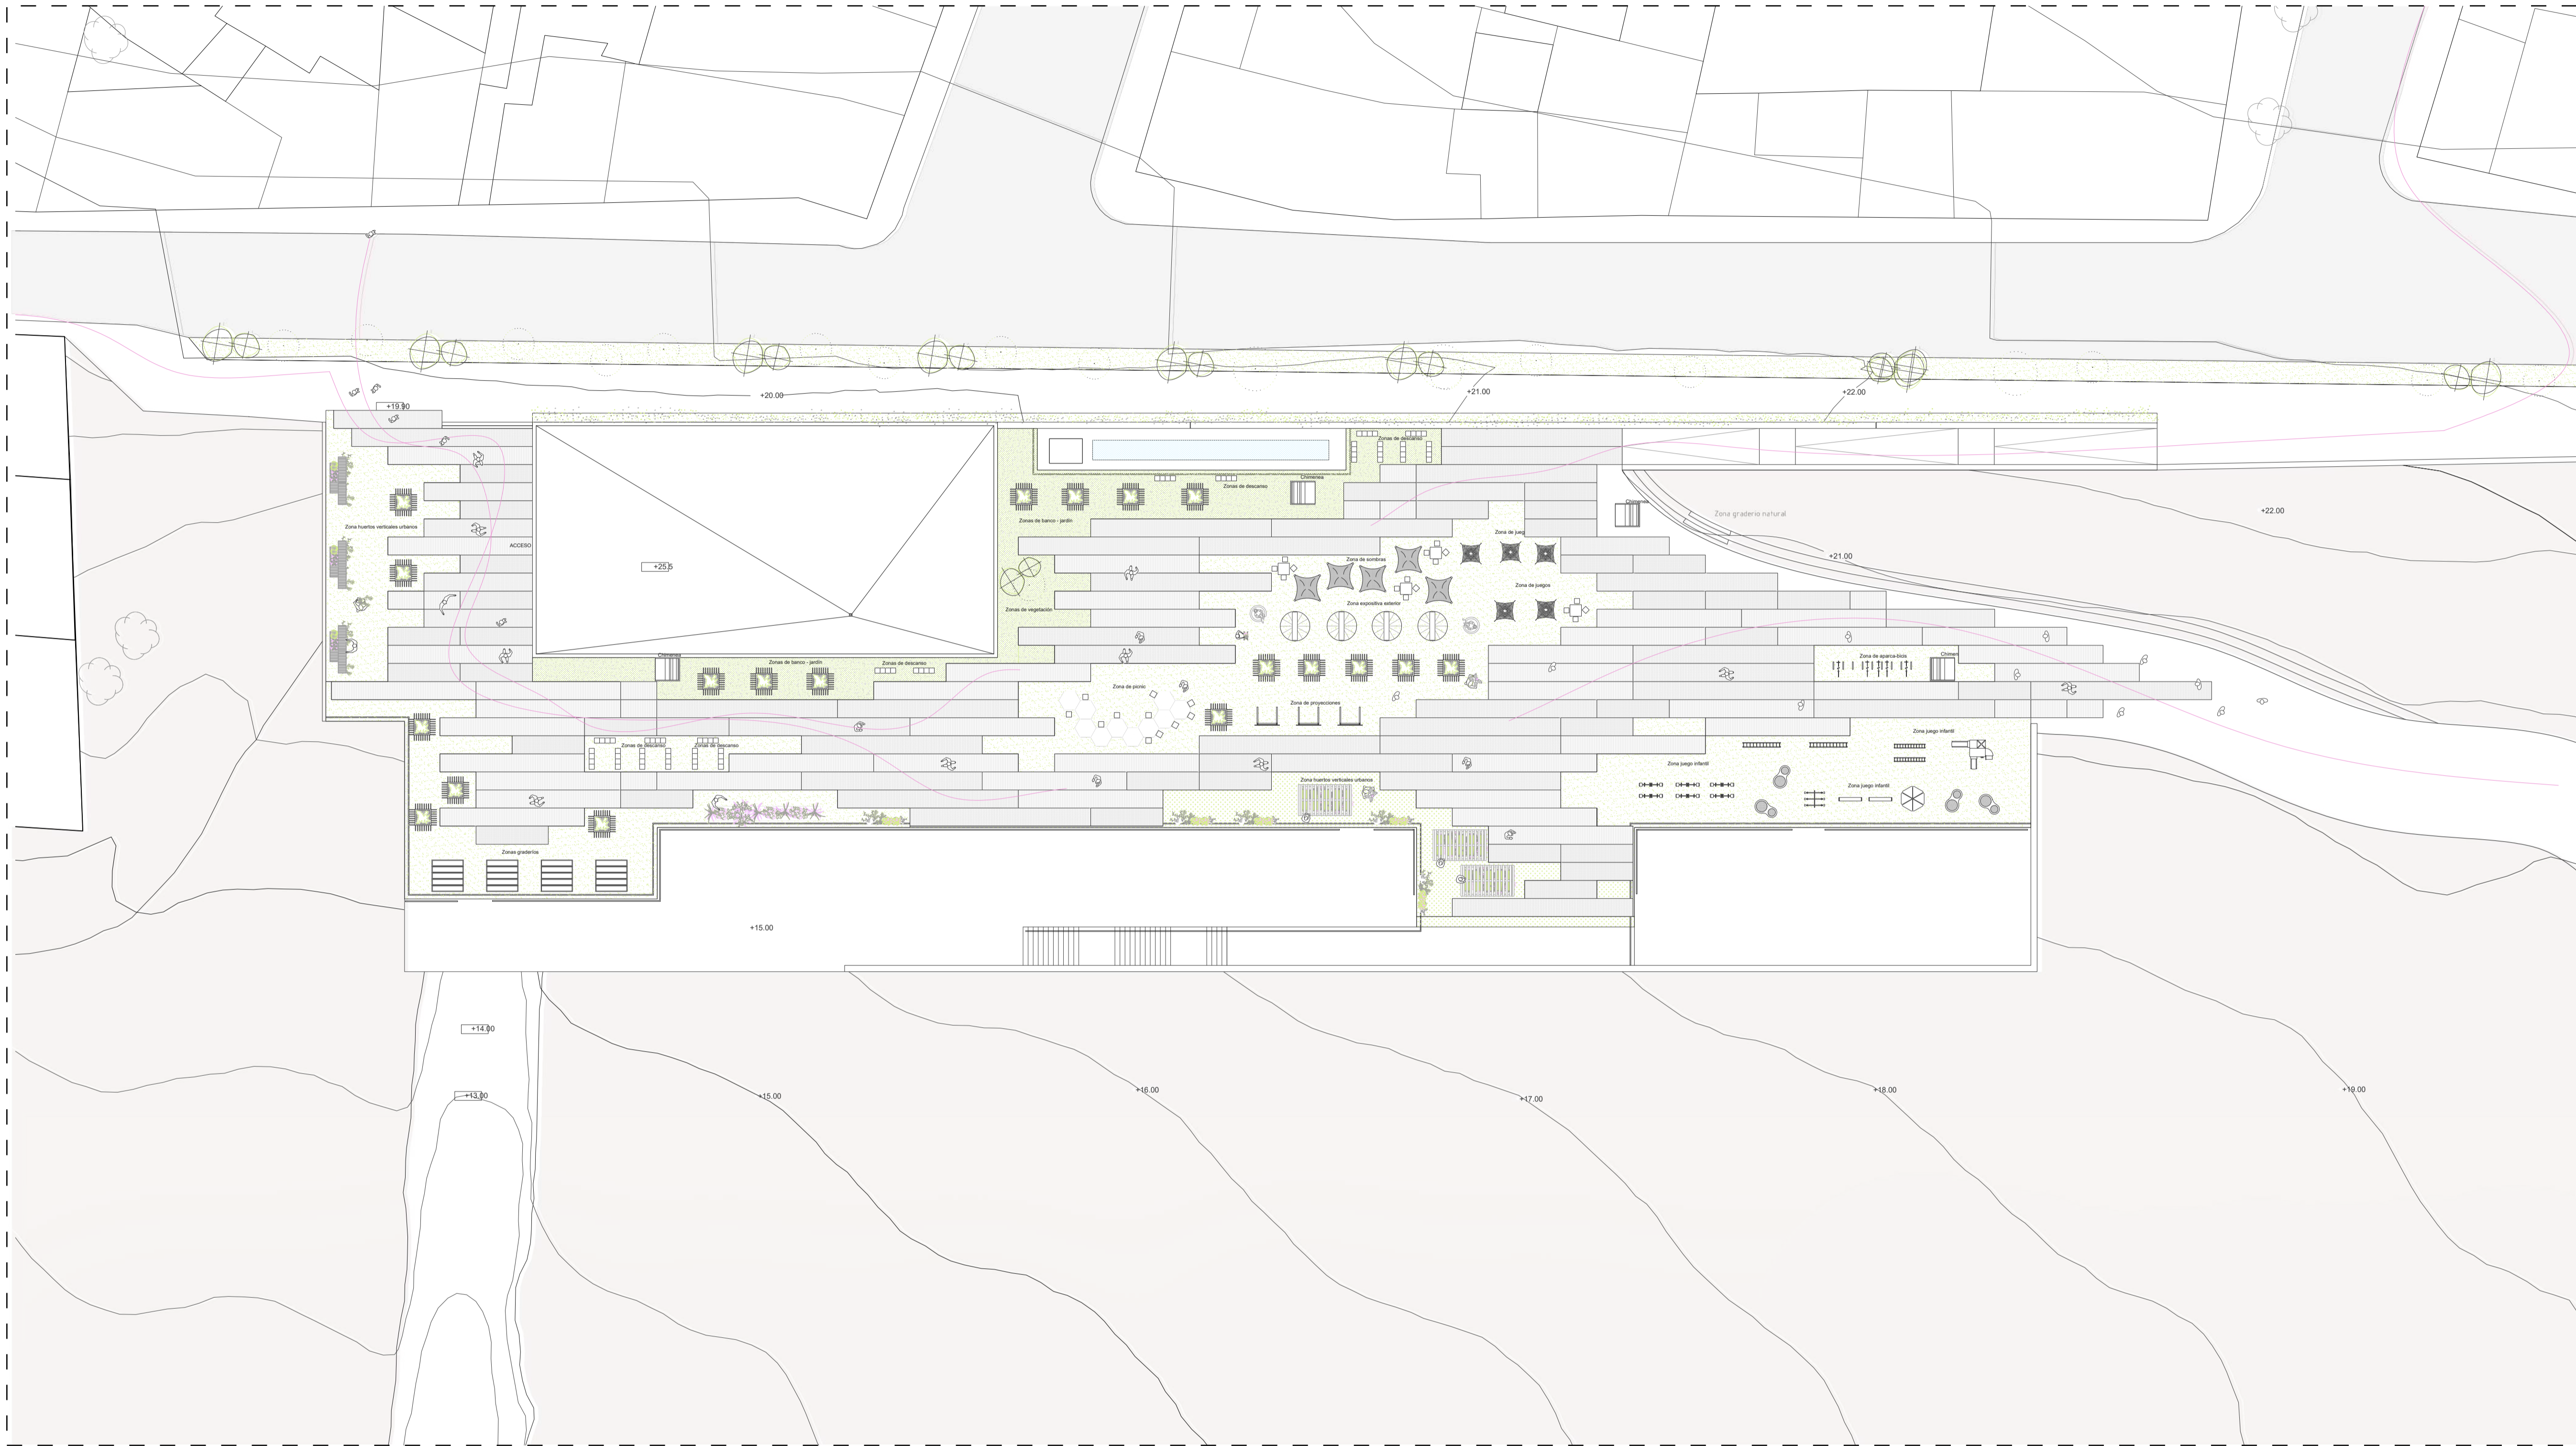 +20.00
+21.00
+22.00
+19.90
Zonas de descanso
Chimenea
Zonas de descanso
Chimenea
Zona graderío natural
+22.00
Zonas de banco - jardín
Zona huertos verticales urbanos
Zona de jueg
ACCESO
+21.00
Zona de sombras
+25.5
Zona de juegos
Zona expositiva exterior
Zonas de vegetación
Chimenea
Zonas de banco - jardín
Zonas de descanso
Zona de aparca-bicis
Chimen
Zona de picnic
Zona de proyecciones
Zona juego infantil
Zonas de descanso
Zonas de descanso
Zona juego infantil
Zona huertos verticales urbanos
Zona juego infantil
Zonas graderíos
+15.00
+14.00
+13.00
+15.00
+16.00
+17.00
+18.00
+19.00